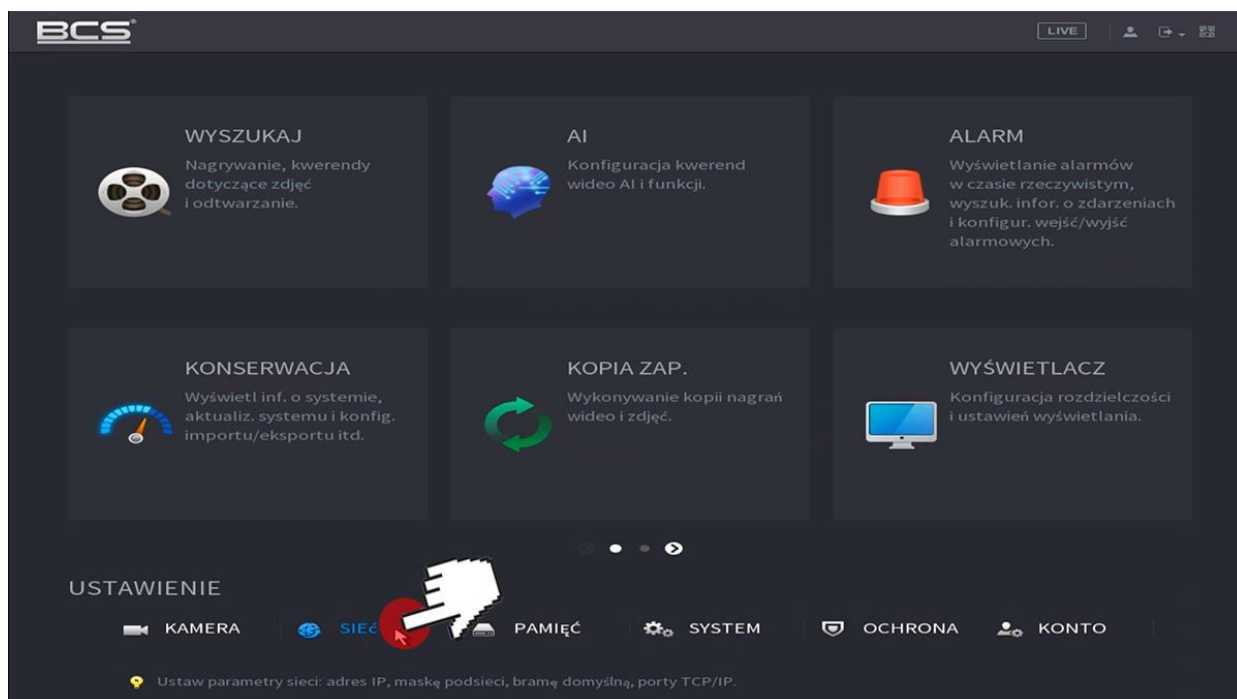 BCS®
LIVE
WYSZUKAJ
Nagrywanie, kwerendy
dotyczące zdjęć
i odtwarzanie.
AI
Konfiguracja kwerend
wideo AI i funkcji.
ALARM
Wyświetlanie alarmów
w czasie rzeczywistym,
wyszuk. infor. o zdarzeniach
i konfigur. wejść/wyjść
alarmowych.
KONSERWACJA
Wyświetl inf. o systemie,
aktualiz. systemu i konfig.
importu/eksportu itd.
KOPIA ZAP.
Wykonywanie kopii nagrań
wideo i zdjęć.
WYŚWIETLACZ
Konfiguracja rozdzielczości
i ustawień wyświetlania.
USTAWIENIE
KAMERA
SIEĆ
PAMIĘĆ
SYSTEM
OCHRONA
KONTO
Ustaw parametry sieci: adres IP, maskę podsieci, bramę domyślną, porty TCP/IP.